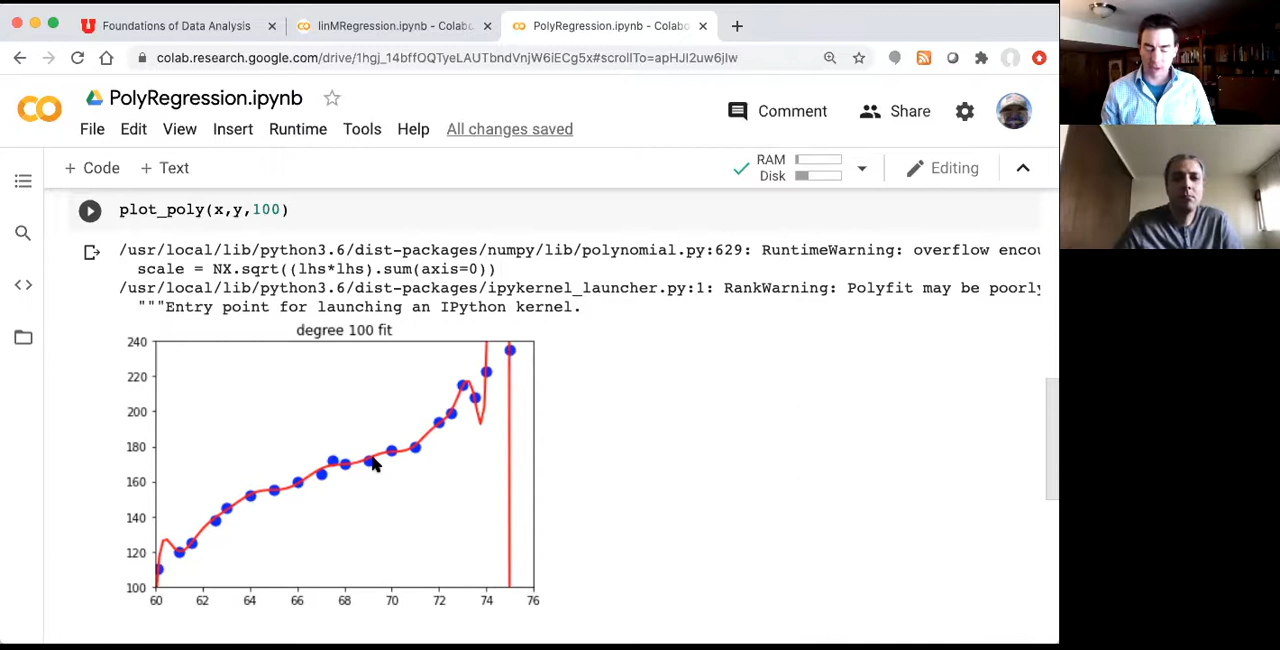 Foundations of Data Analysis
linMRegression.ipynb - Colabo
PolyRegression.ipynb - Colabo
colab.research.google.com/drive/1hgj_14bffOQTyeLAUTbndVnjW6iECg5x#scrollTo=apHJI2uw6jIw
PolyRegression.ipynb
Comment
Share
File Edit View Insert Runtime Tools Help All changes saved
+ Code + Text
RAM
Disk
Editing
plot_poly(x,y,100)
/usr/local/lib/python3.6/dist-packages/numpy/lib/polynomial.py:629: RuntimeWarning: overflow encou
scale = NX.sqrt((lhs*lhs).sum(axis=0))
/usr/local/lib/python3.6/dist-packages/ipykernel_launcher.py:1: RankWarning: Polyfit may be poorly
"""Entry point for launching an IPython kernel.
degree 100 fit
240
220
200
180
160
140
120
100
60 62 64 66 68 70 72 74 76